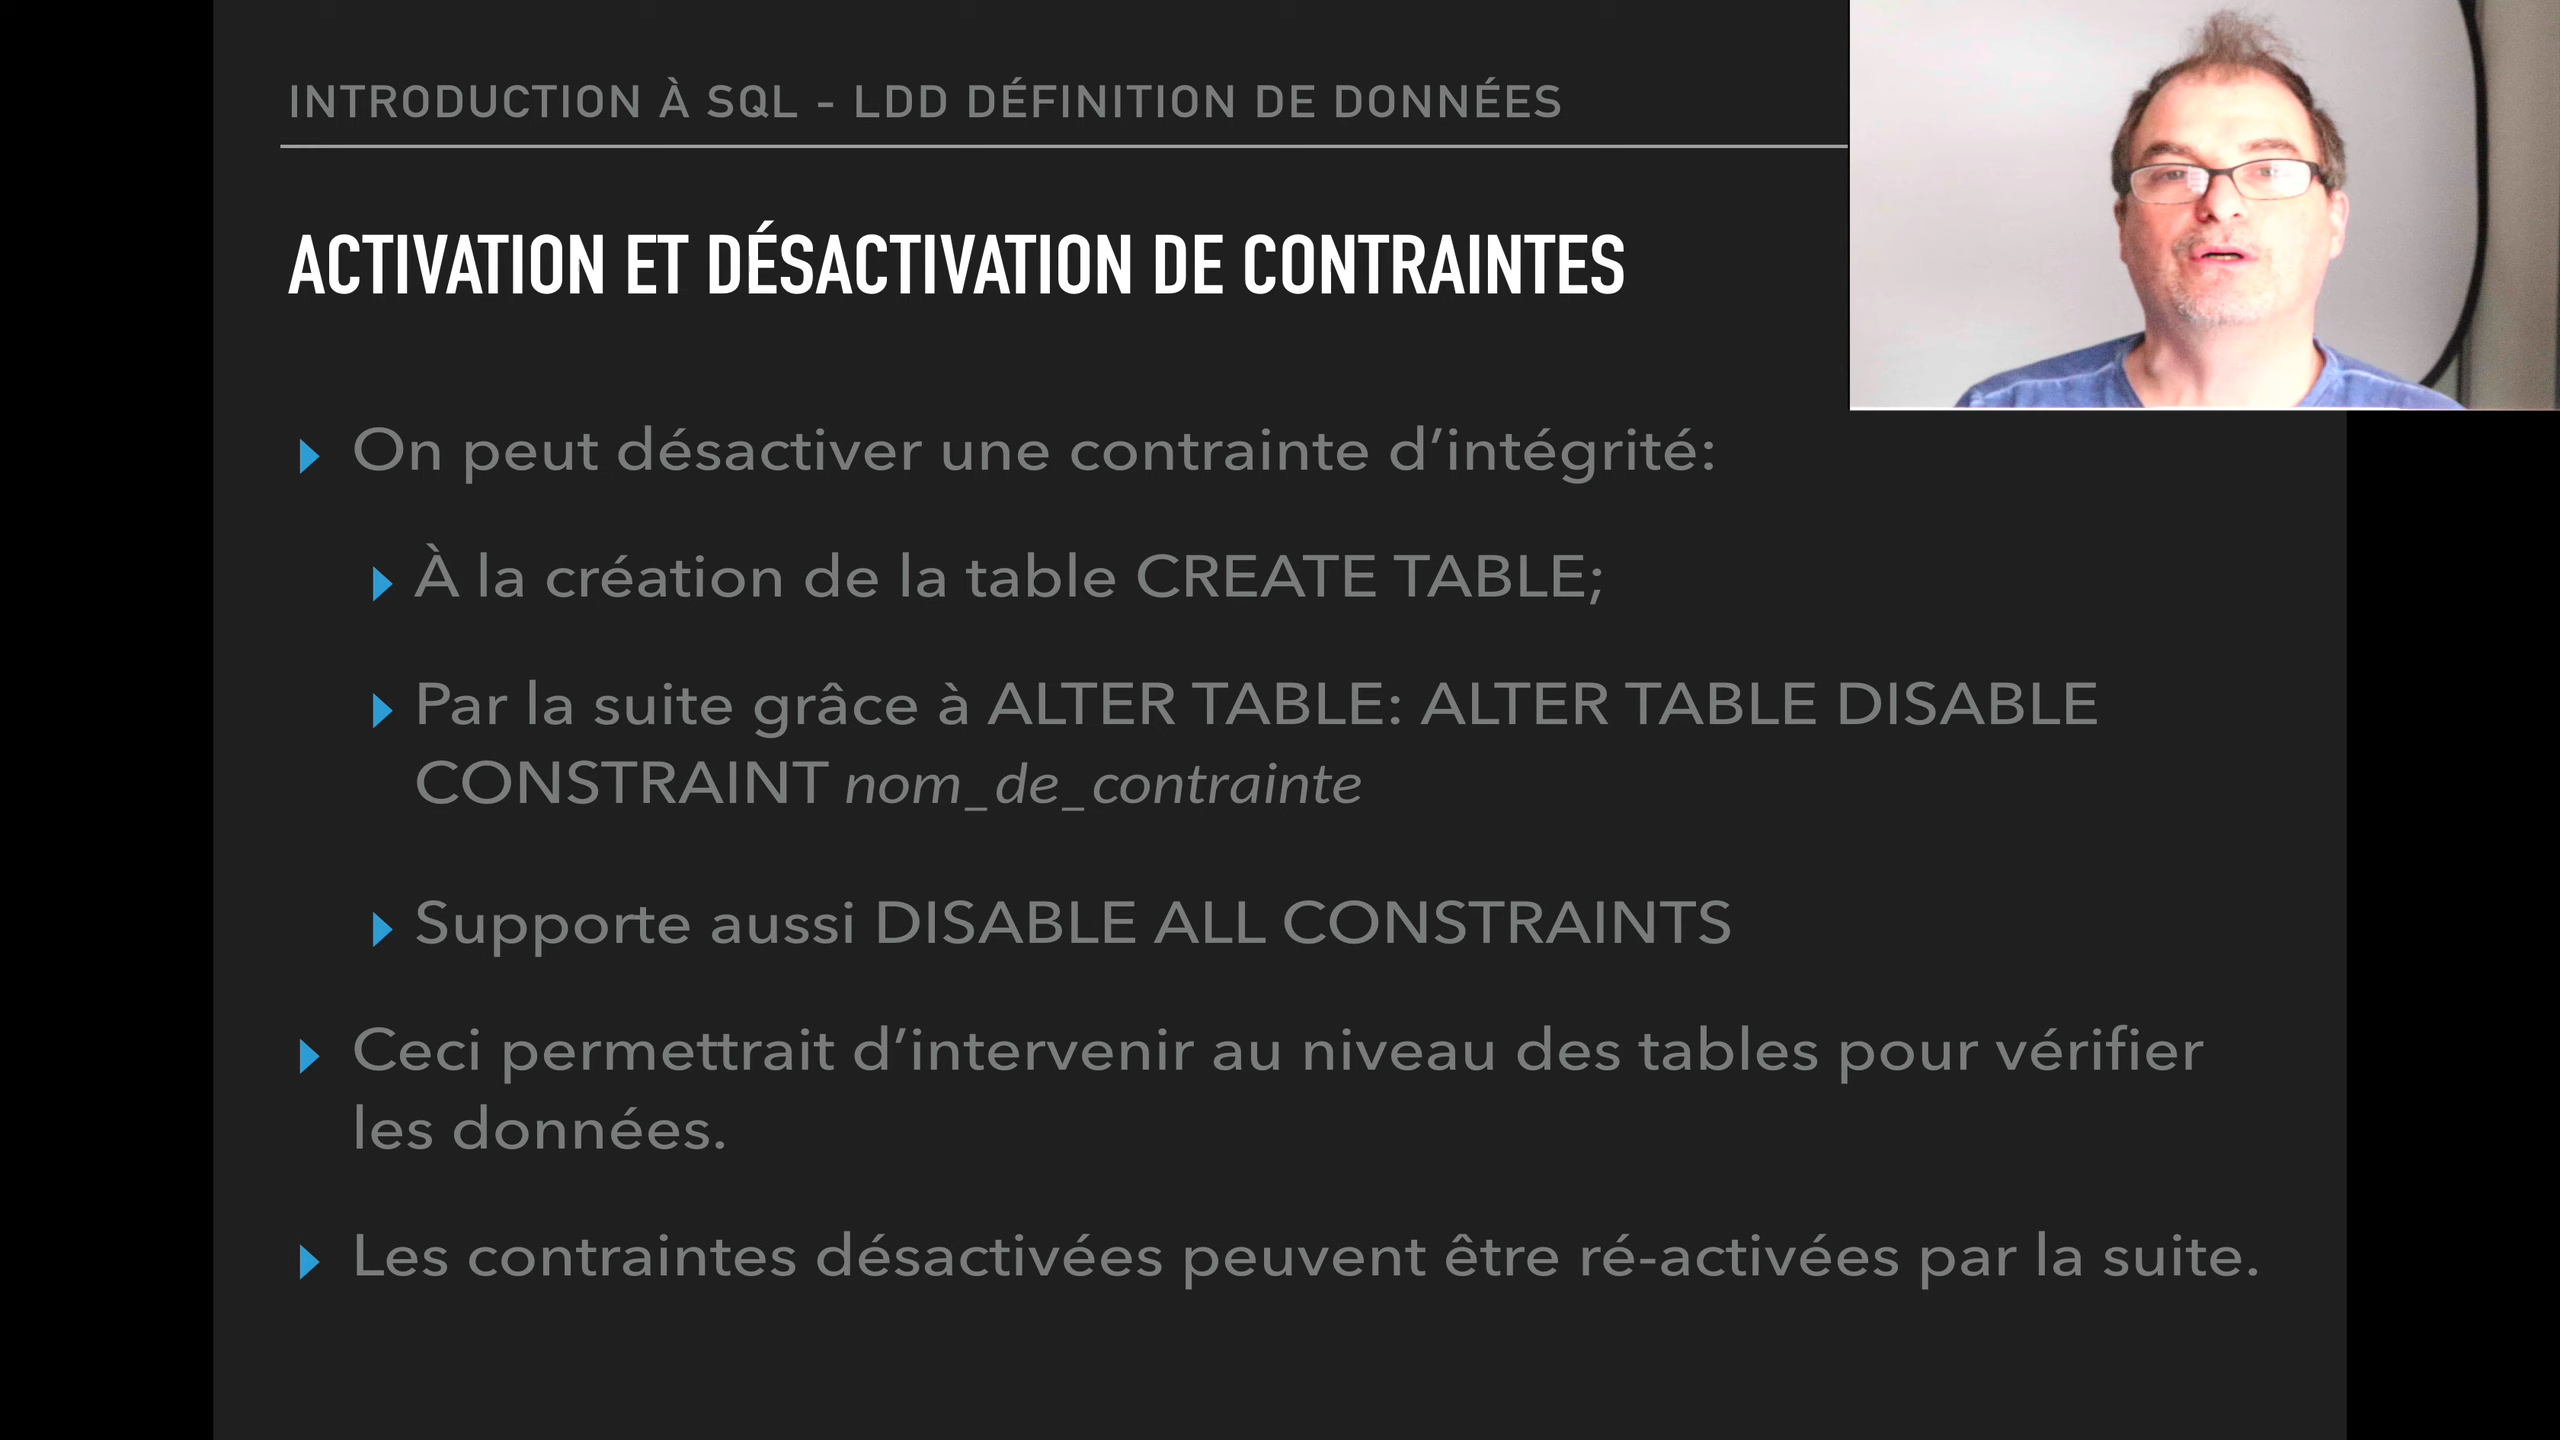 INTRODUCTION À SQL - LDD DÉFINITION DE DONNÉES
ACTIVATION ET DÉSACTIVATION DE CONTRAINTES
On peut désactiver une contrainte d’intégrité:
À la création de la table CREATE TABLE;
Par la suite grâce à ALTER TABLE: ALTER TABLE DISABLE
CONSTRAINT nom_de_contrainte
Supporte aussi DISABLE ALL CONSTRAINTS
Ceci permettrait d’intervenir au niveau des tables pour vérifier
les données.
Les contraintes désactivées peuvent être ré-activées par la suite.